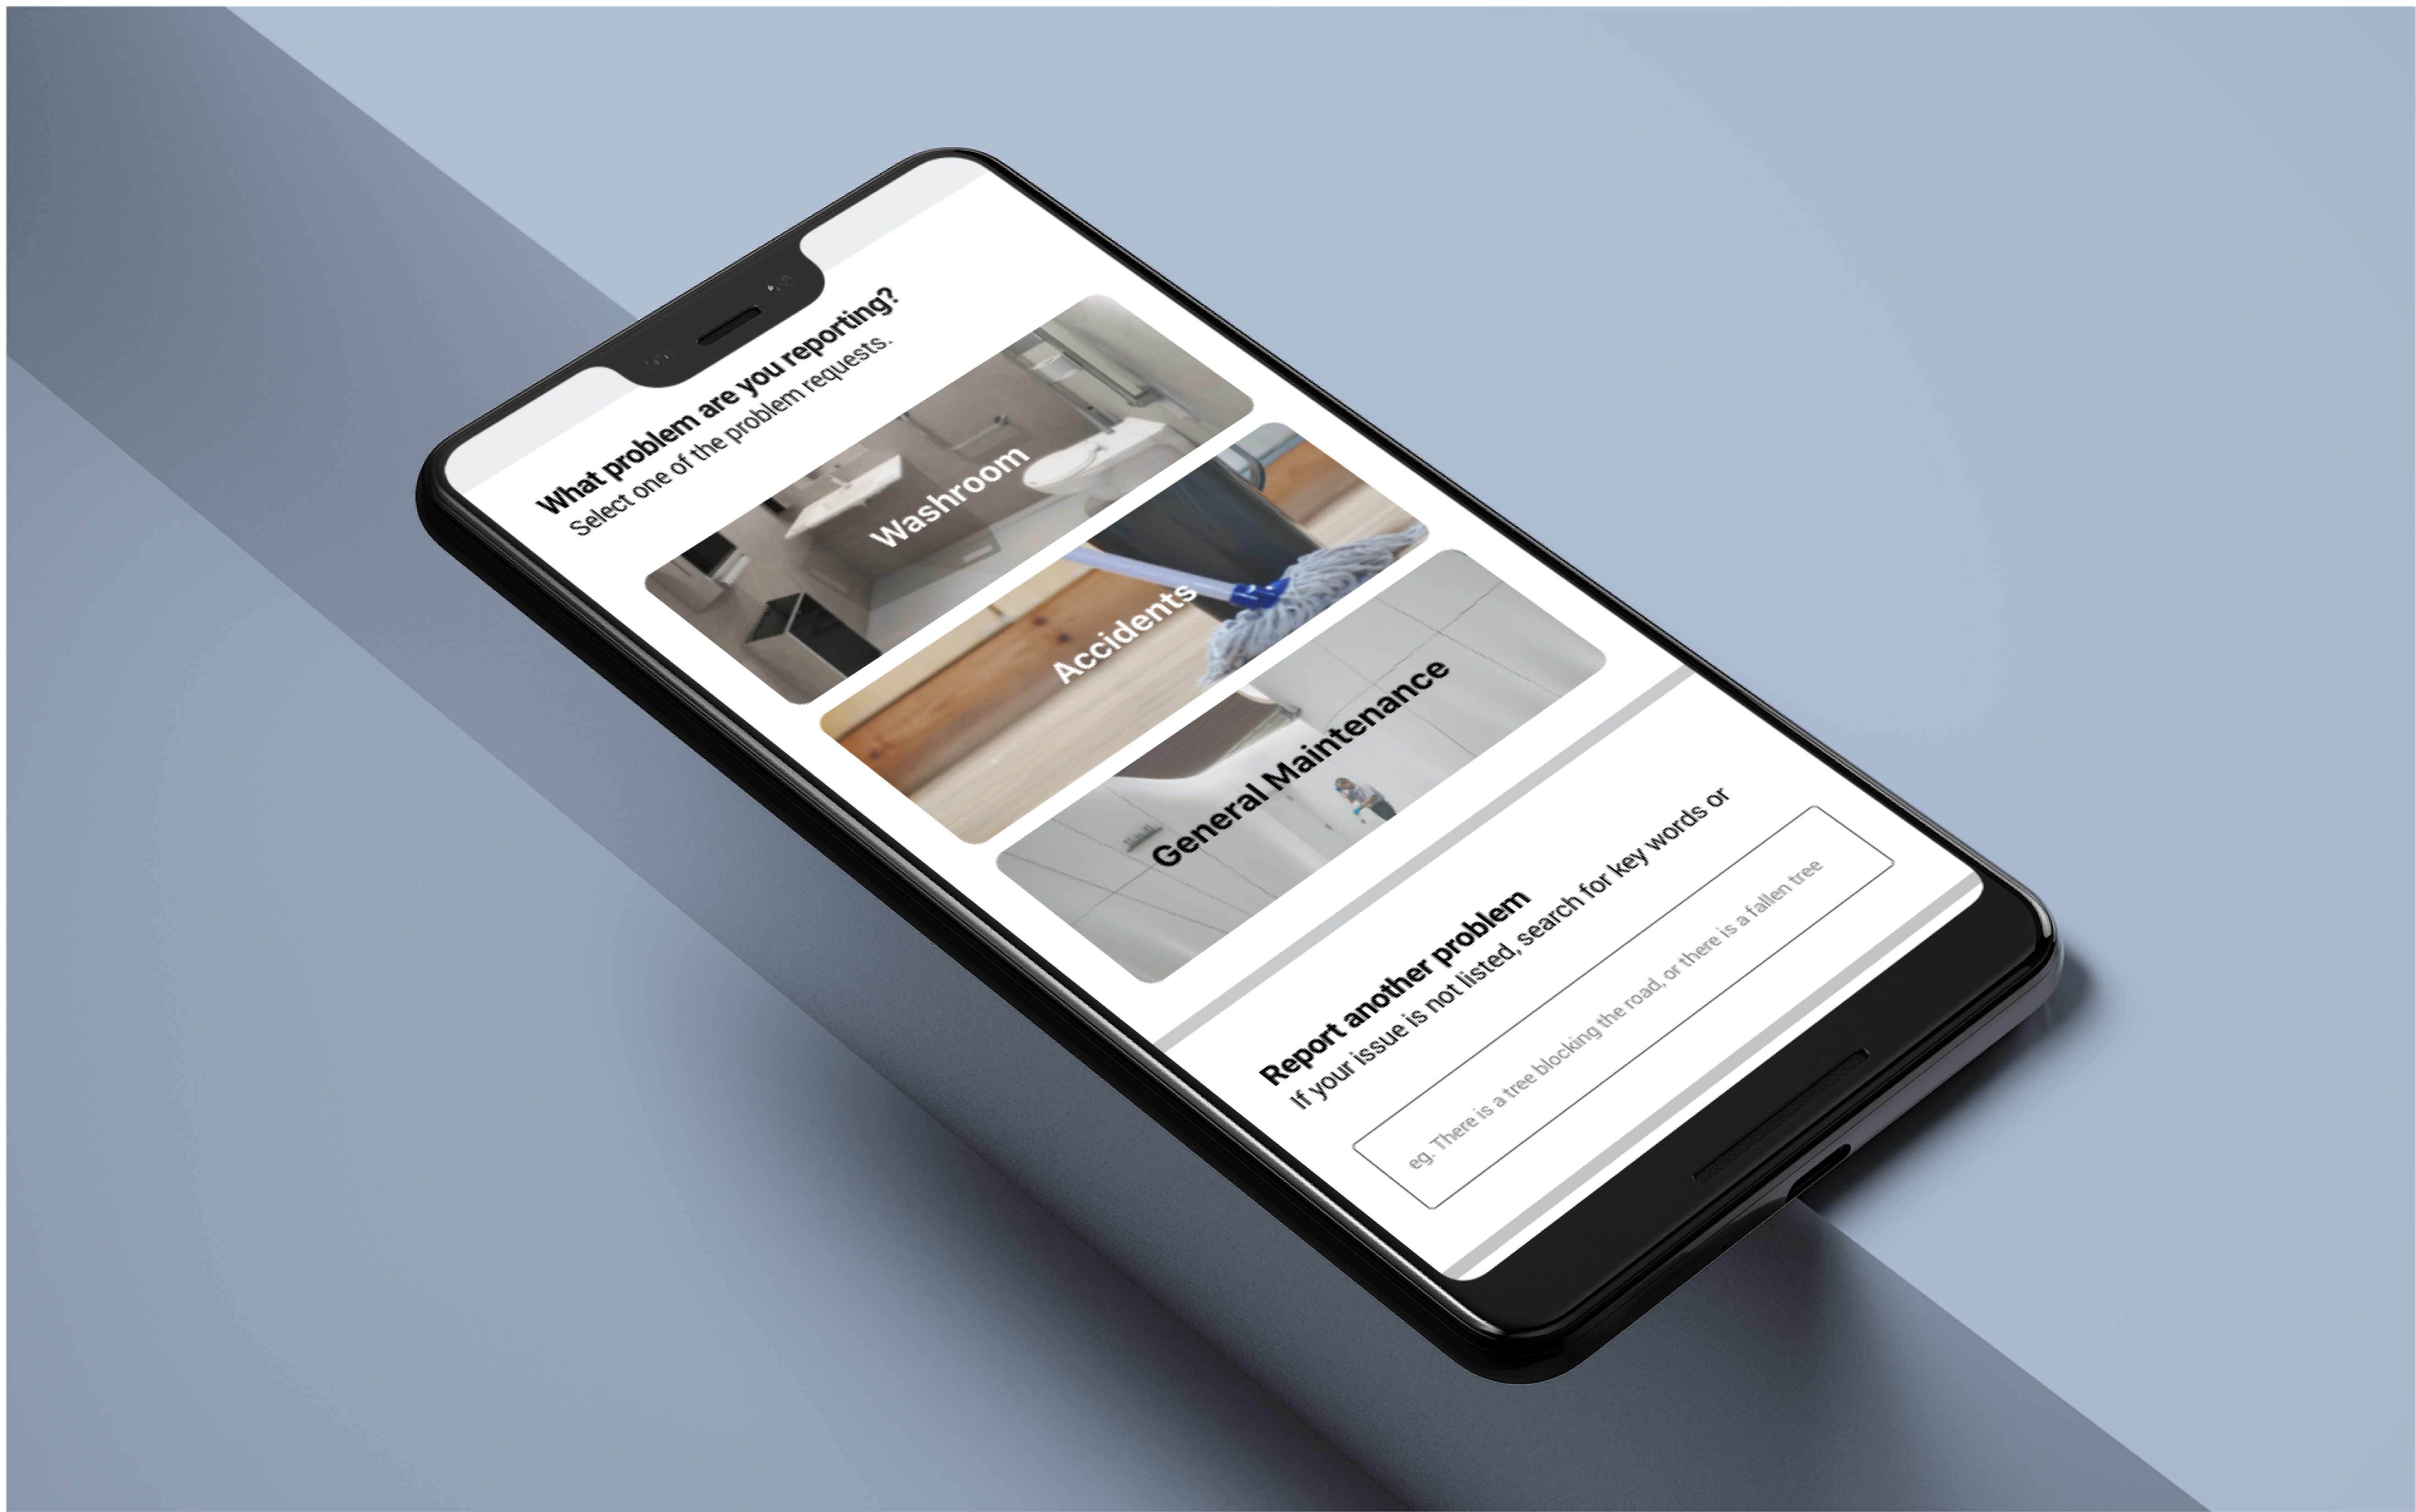 What problem are you reporting?
Select one of the problem requests.
Washroom
Accidents
General Maintenance
Report another problem
If your issue is not listed, search for key words or
eg. There is a tree blocking the road, or there is a fallen tree